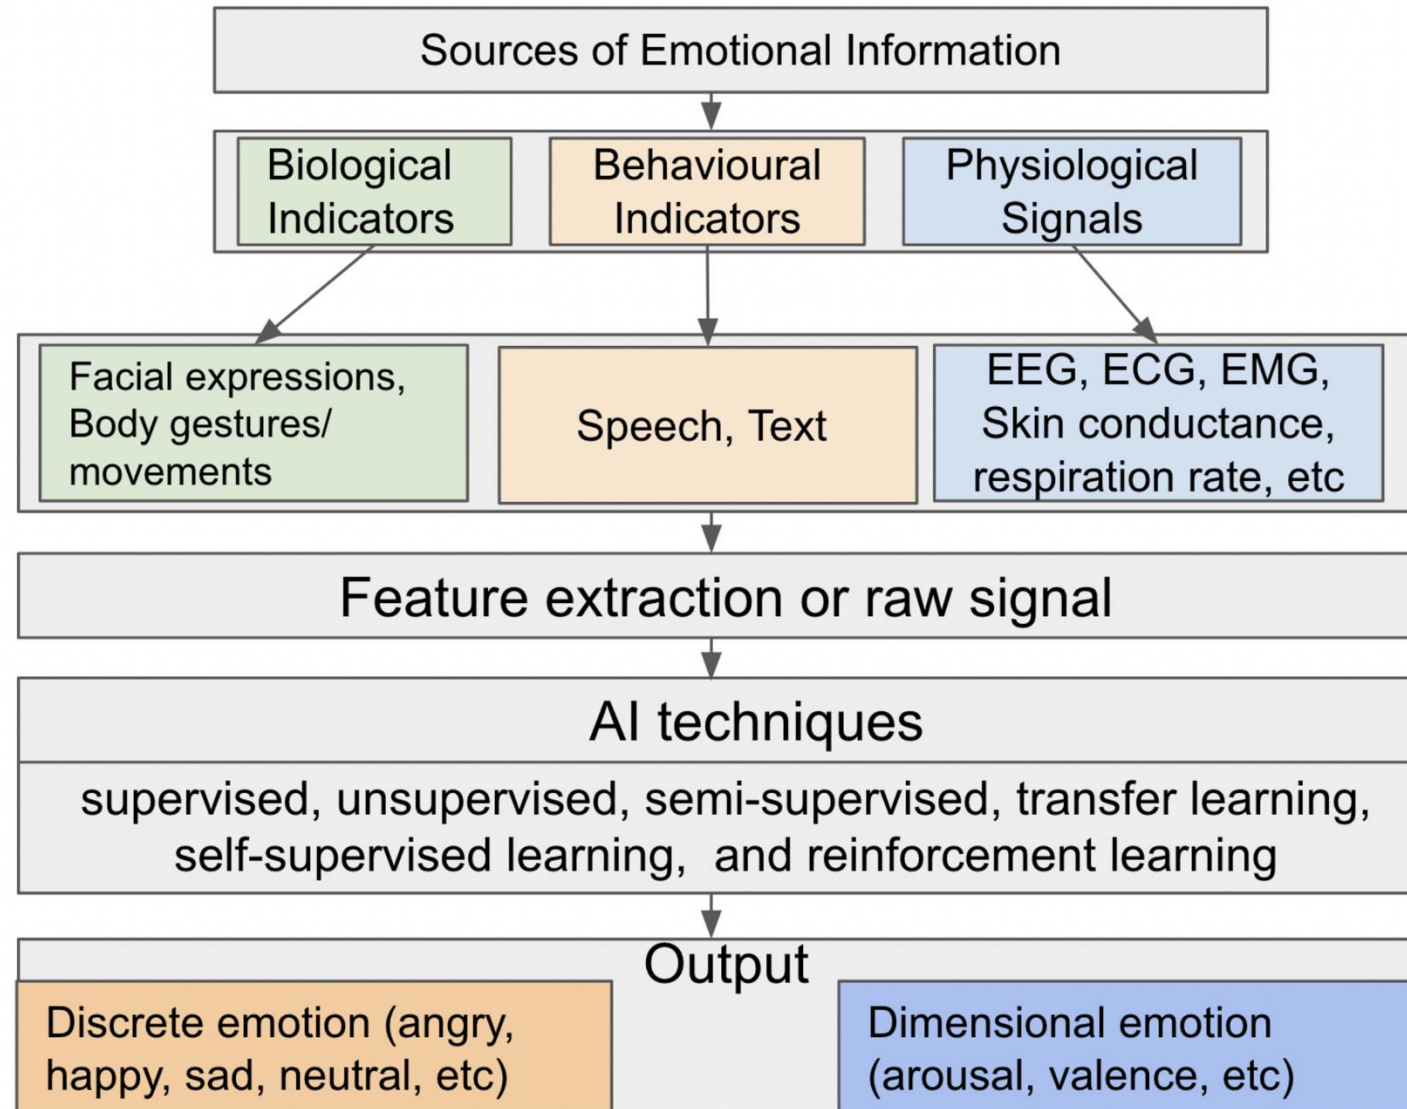 Sources of Emotional Information
Biological
Indicators
Behavioural
Indicators
Physiological
Signals
Facial expressions,
Body gestures/
movements
Speech, Text
EEG, ECG, EMG,
Skin conductance,
respiration rate, etc
Feature extraction or raw signal
AI techniques
supervised, unsupervised, semi-supervised, transfer learning,
self-supervised learning,  and reinforcement learning
Output
Discrete emotion (angry,
happy, sad, neutral, etc)
Dimensional emotion
(arousal, valence, etc)